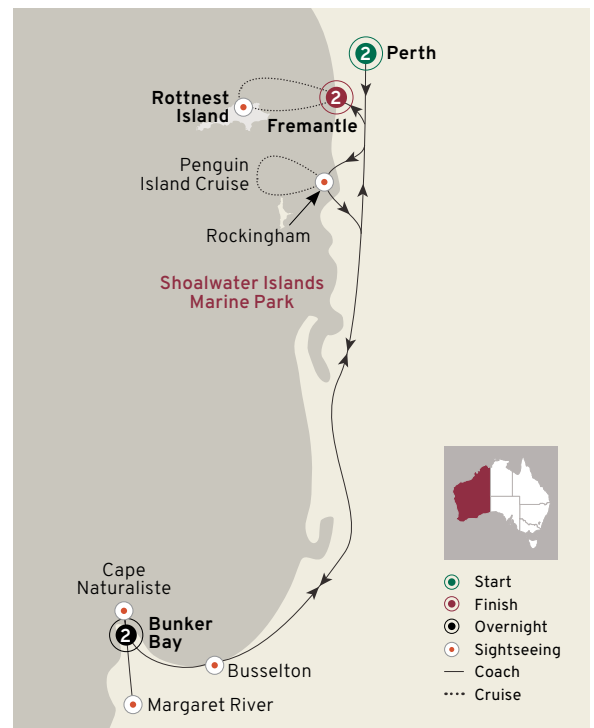 2
Perth
2
Rottnest
Island
Fremantle
Penguin
Island Cruise
Rockingham
Shoalwater Islands
Marine Park
Cape
Naturaliste
2
Bunker
Bay
Busselton
Margaret River
Start
Finish
Overnight
Sightseeing
Coach
Cruise